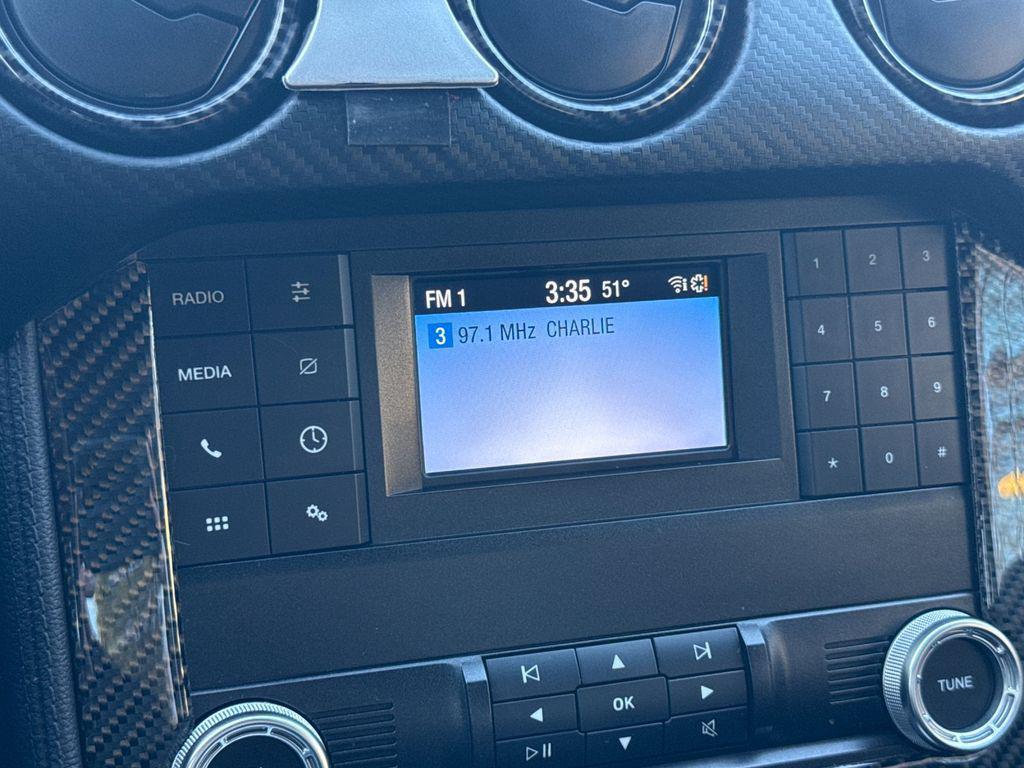 FM 1 3:35 51°
3 97.1 MHz CHARLIE
RADIO
MEDIA
1 2 3
4 5 6
7 8 9
* 0 #
OK
TUNE